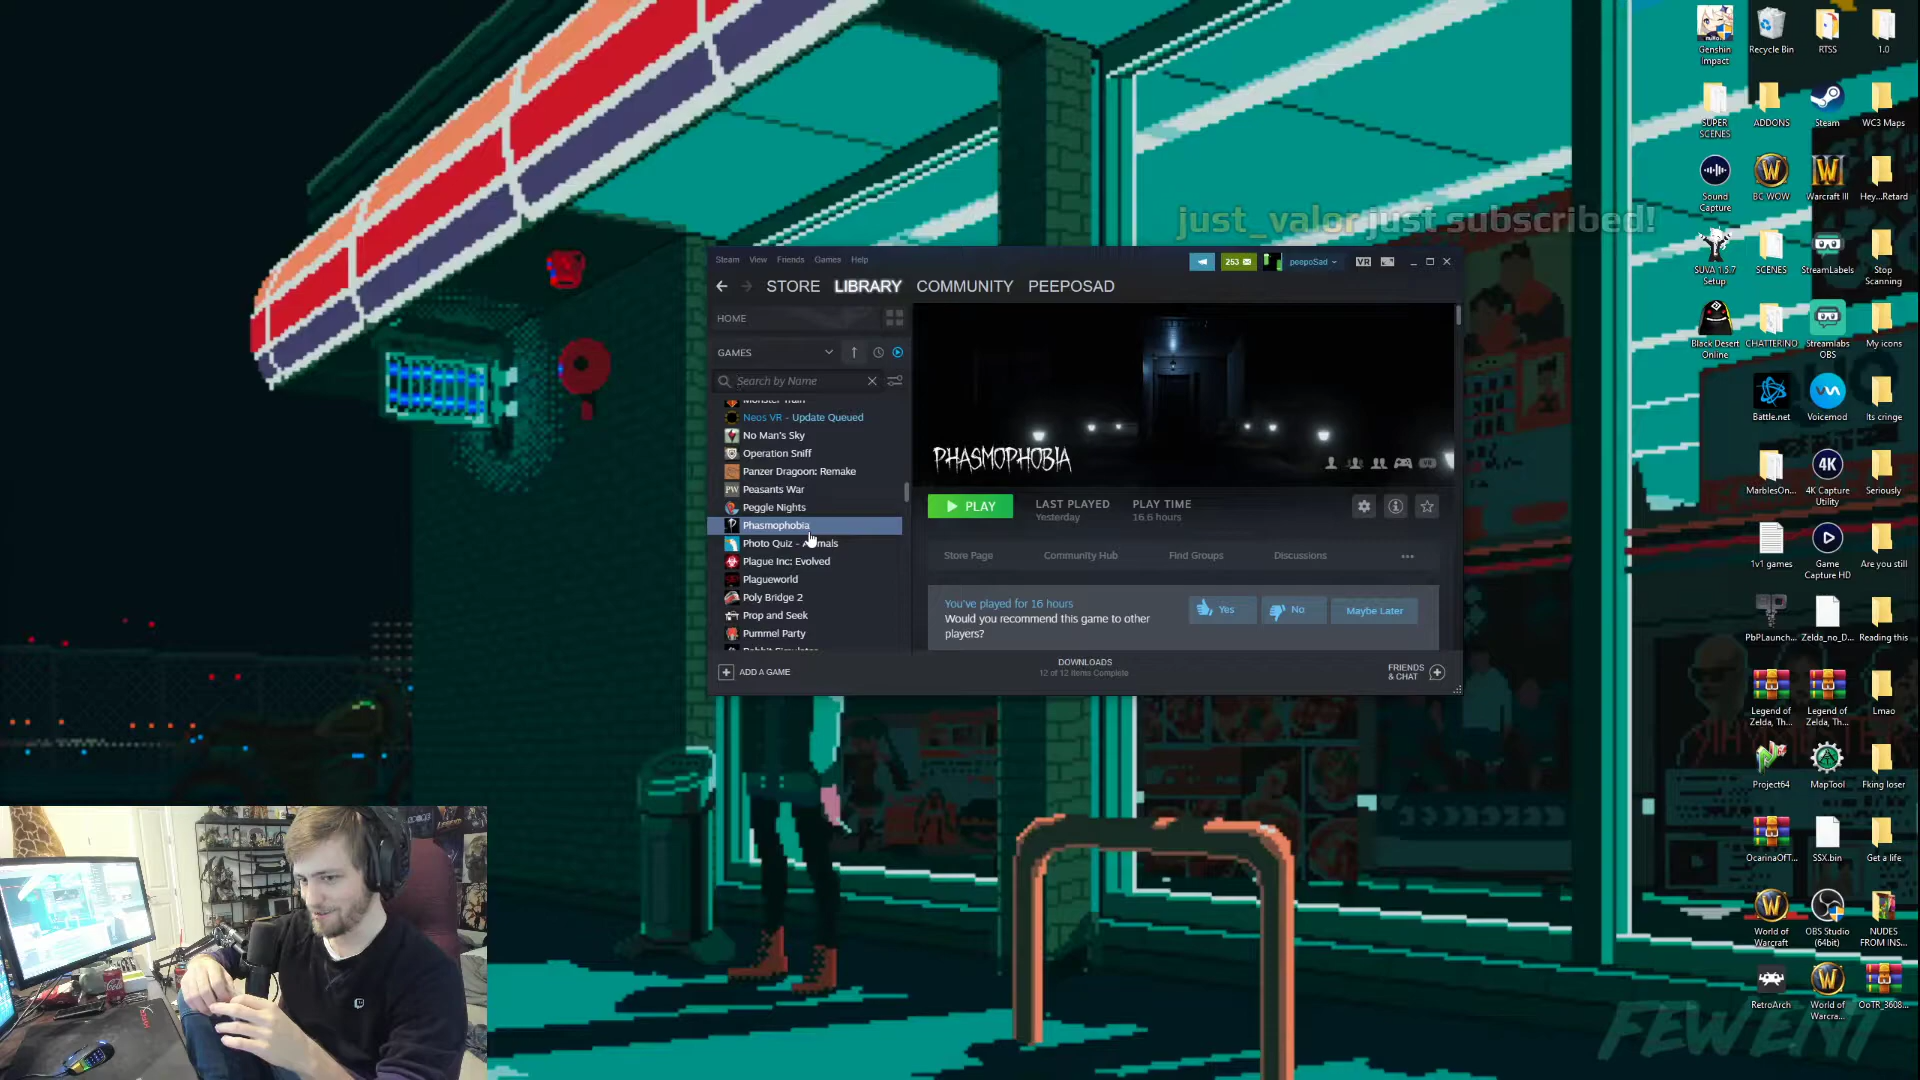 just_valor just subscribed!
Steam View Friends Games Help
253
peepoSad
VR
STORE LIBRARY COMMUNITY PEEPOSAD
HOME
GAMES
Search by Name
Monster Train
Neos VR - Update Queued
No Man's Sky
Operation Sniff
Panzer Dragoon: Remake
PW Peasants War
Peggle Nights
Phasmophobia
Photo Quiz -
Plague Inc: Evolved
Plagueworld
Poly Bridge 2
Prop and Seek
Pummel Party
ADD A GAME
PHASMOPHOBIA
PLAY
LAST PLAYED
Yesterday
PLAY TIME
16.6 hours
Store Page Community Hub Find Groups Discussions ...
You've played for 16 hours
Would you recommend this game to other
players?
Yes No Maybe Later
DOWNLOADS
12 of 12 Items Complete
FRIENDS
& CHAT
Genshin
Impact
Recycle Bin
RTSS
1.0
SUPER
SCENES
ADDONS
Steam
WC3 Maps
Sound
Capture
BC WOW
Warcraft III
Hey...Retard
SUVA 1.5.7
Setup
SCENES
StreamLabels
Stop
Scanning
Black Desert
Online
CHATTERINO
Streamlabs
OBS
My icons
Battle.net
Voicemod
Its cringe
MarblesOn...
4K
4K Capture
Utility
Seriously
1v1 games
Game
Capture HD
Are you still
PbPLaunch...
Zelda_no_D...
Reading this
Legend of
Zelda, Th...
Legend of
Zelda, Th...
Lmao
Project64
MapTool
Fking loser
OcarinaOfT...
SSX.bin
Get a life
World of
Warcraft
OBS Studio
(64bit)
NUDES
FROM INS...
RetroArch
World of
Warcra...
OoTR_3608...